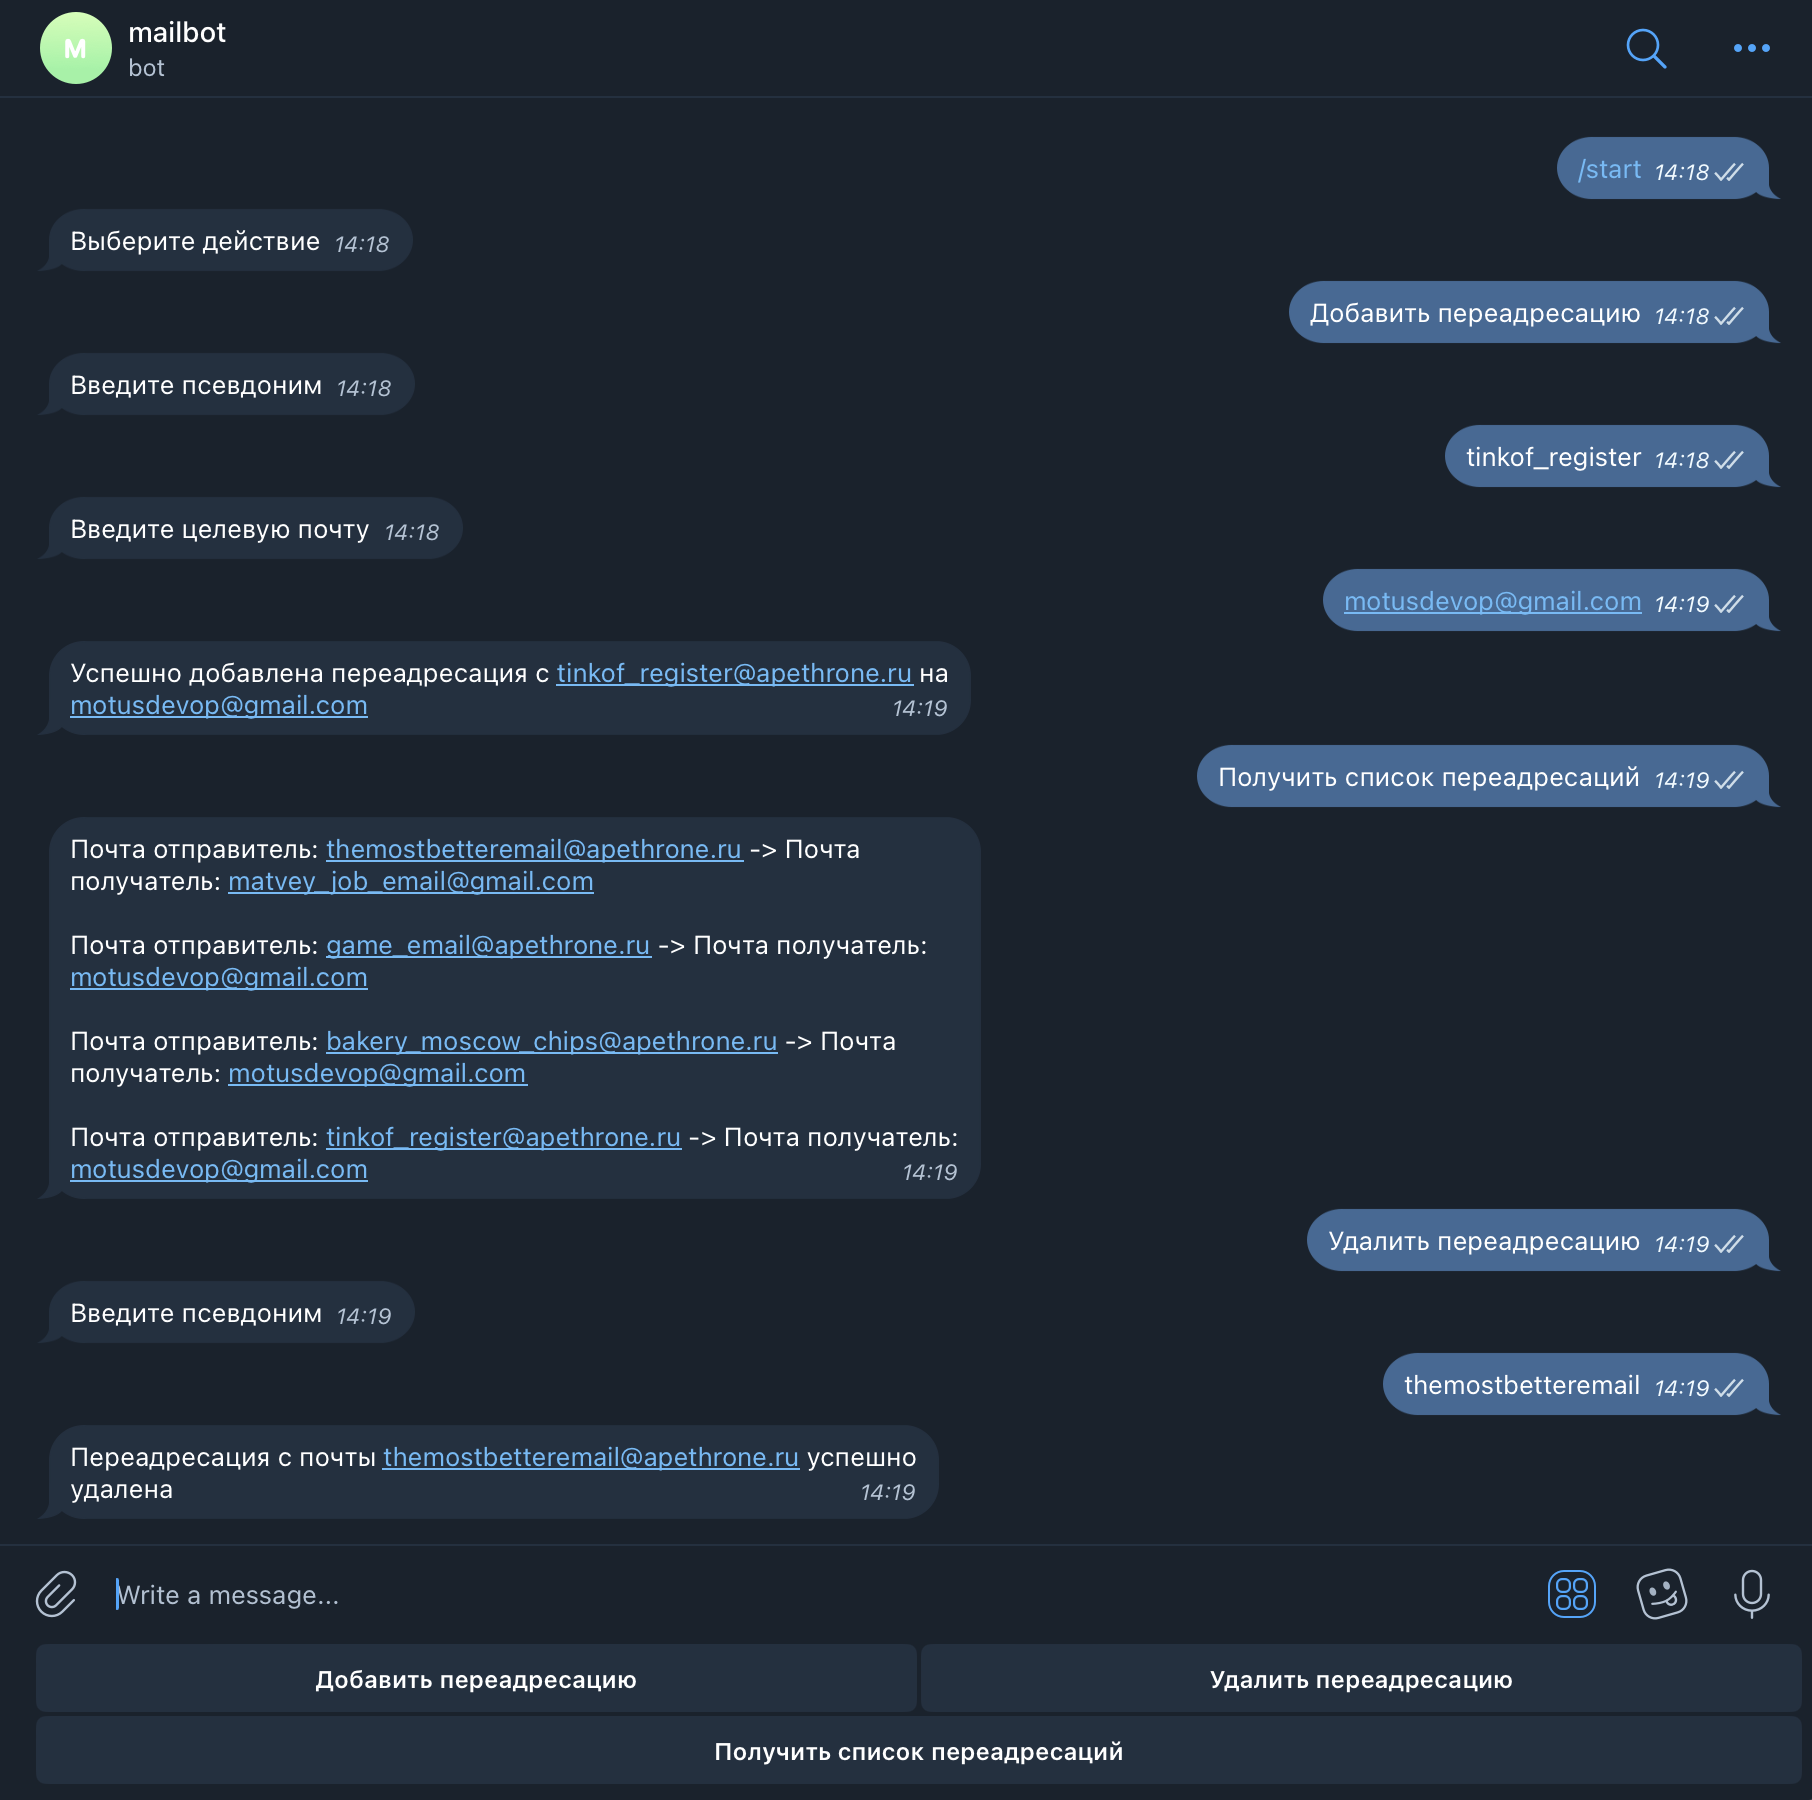 M
mailbot
bot
/start 14:18
Выберите действие 14:18
Добавить переадресацию 14:18
Введите псевдоним 14:18
tinkof_register 14:18
Введите целевую почту 14:18
motusdevop@gmail.com 14:19
Успешно добавлена переадресация с tinkof_register@apethrone.ru на
motusdevop@gmail.com 14:19
Получить список переадресаций 14:19
Почта отправитель: themostbetteremail@apethrone.ru -> Почта
получатель: matvey_job_email@gmail.com
Почта отправитель: game_email@apethrone.ru -> Почта получатель:
motusdevop@gmail.com
Почта отправитель: bakery_moscow_chips@apethrone.ru -> Почта
получатель: motusdevop@gmail.com
Почта отправитель: tinkof_register@apethrone.ru -> Почта получатель:
motusdevop@gmail.com 14:19
Удалить переадресацию 14:19
Введите псевдоним 14:19
themostbetteremail 14:19
Переадресация с почты themostbetteremail@apethrone.ru успешно
удалена 14:19
Write a message...
Добавить переадресацию
Удалить переадресацию
Получить список переадресаций